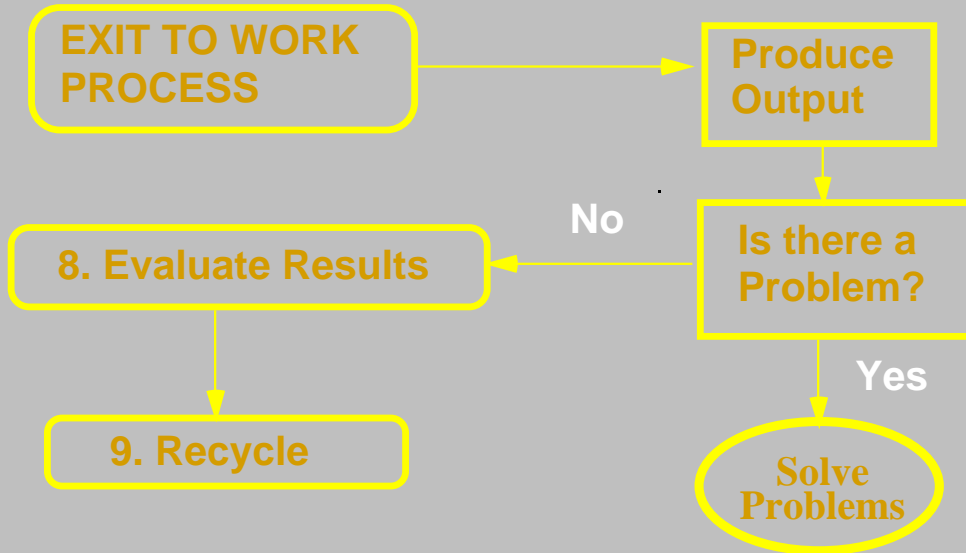 EXIT TO WORK
PROCESS
Produce
Output
No
Is there a
Problem?
8. Evaluate Results
Yes
9. Recycle
Solve
Problems